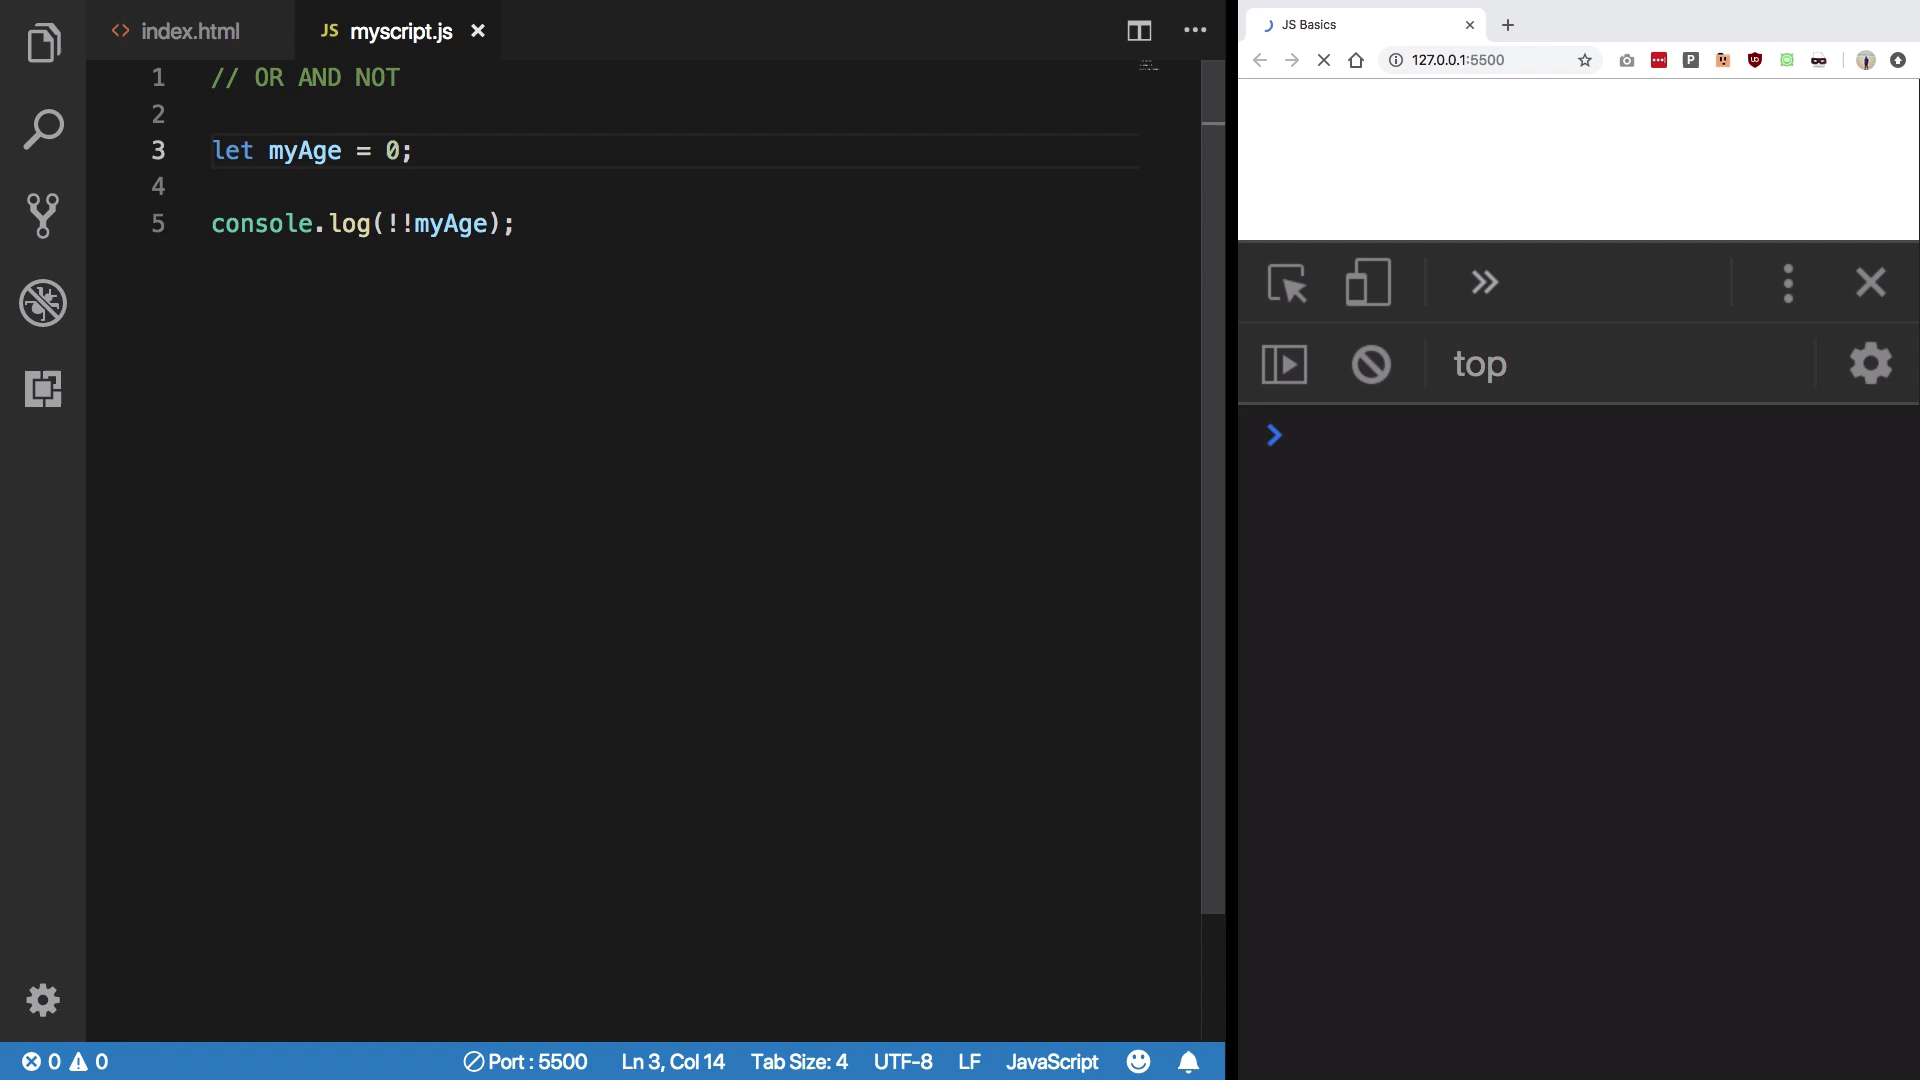 index.html
JS myscript.js
1 // OR AND NOT
2
3 let myAge = 0;
4
5 console.log(!!myAge);
0 0 Port : 5500 Ln 3, Col 14 Tab Size: 4 UTF-8 LF JavaScript
JS Basics
127.0.0.1:5500
P
top